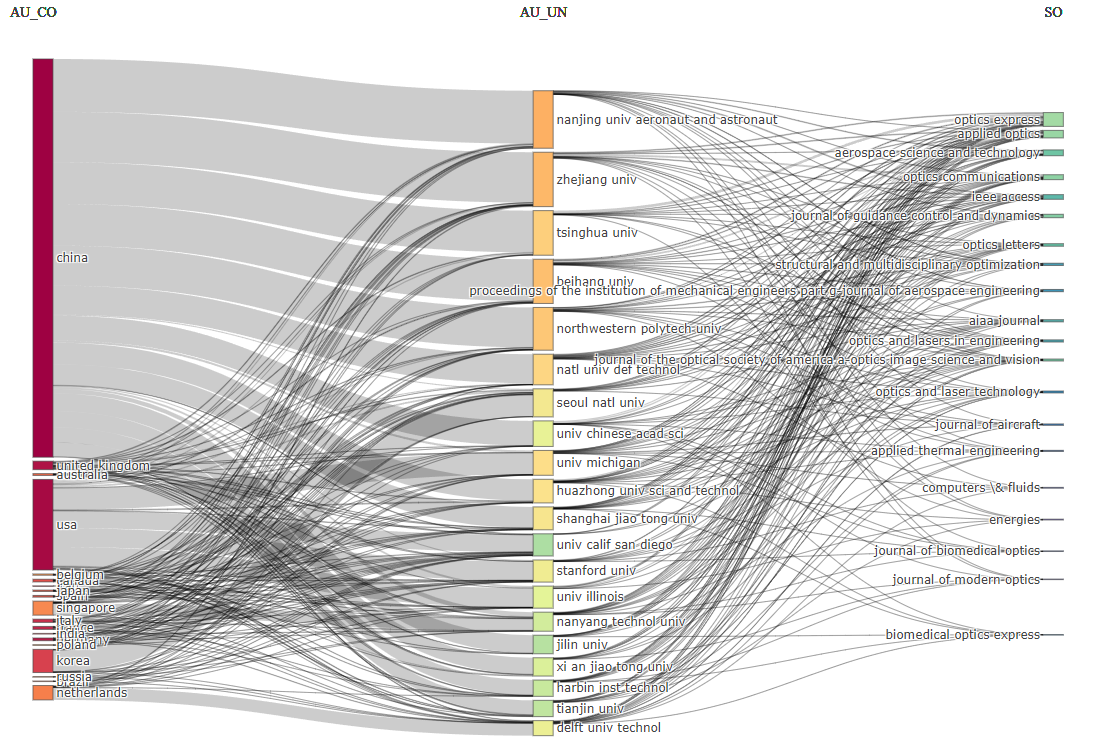 AU_CO
AU_UN
SO
china
united kingdom
australia
usa
belgium
canada
japan
spain
singapore
italy
france
india
germany
poland
korea
russia
brazil
netherlands
nanjing univ aeronaut and astronaut
zhejiang univ
tsinghua univ
beihang univ
northwestern polytech univ
natl univ def technol
seoul natl univ
univ chinese acad sci
univ michigan
huazhong univ sci and technol
shanghai jiao tong univ
univ calif san diego
stanford univ
univ illinois
nanyang technol univ
jilin univ
xi an jiao tong univ
harbin inst technol
tianjin univ
delft univ technol
optics express
applied optics
aerospace science and technology
optics communications
ieee access
journal of guidance control and dynamics
optics letters
structural and multidisciplinary optimization
proceedings of the institution of mechanical engineers part g-journal of aerospace engineering
aiaa journal
optics and lasers in engineering
journal of the optical society of america a-optics image science and vision
optics and laser technology
journal of aircraft
applied thermal engineering
computers \& fluids
energies
journal of biomedical optics
journal of modern optics
biomedical optics express